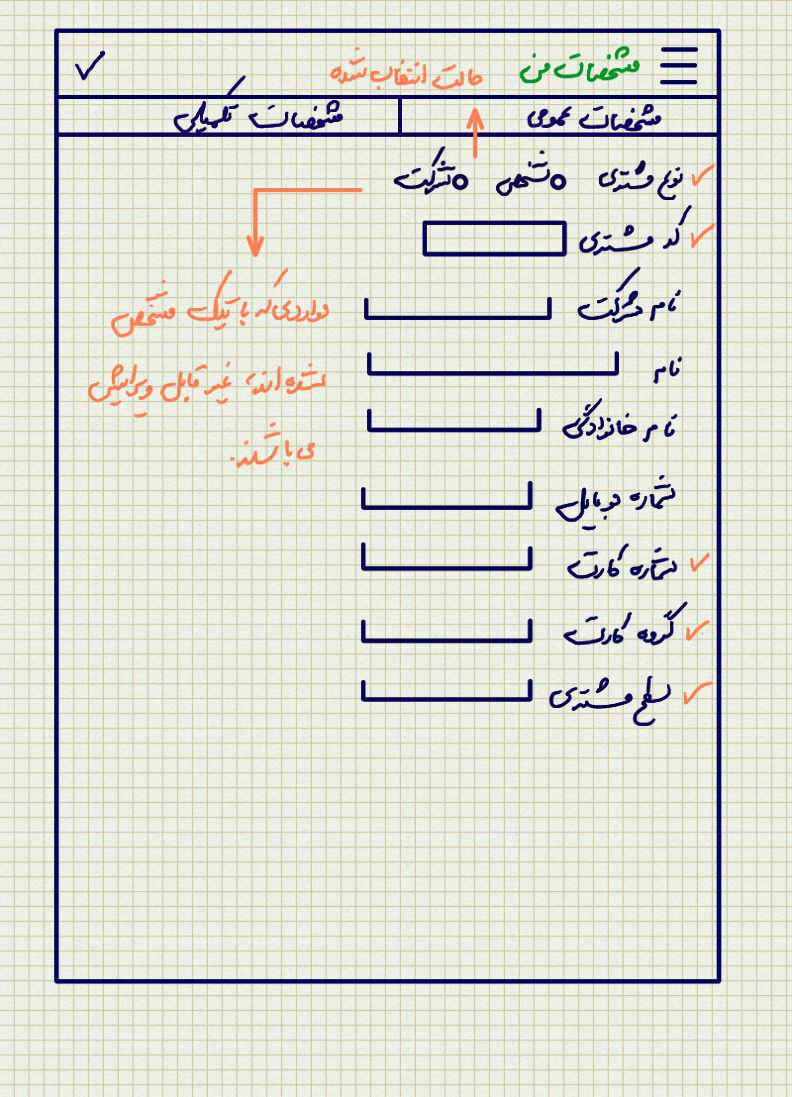 مشخصات من
حالت انتخاب شده
مشخصات عمومی
مشخصات تکمیلی
نوع مشتری شخص شرکت
کد مشتری
نام شرکت
مواردی که با تیک مشخص
نام
شده اند، غیر قابل ویرایش
نام خانوادگی
می باشند.
شماره موبایل
شماره کارت
گروه کارت
سطح مشتری